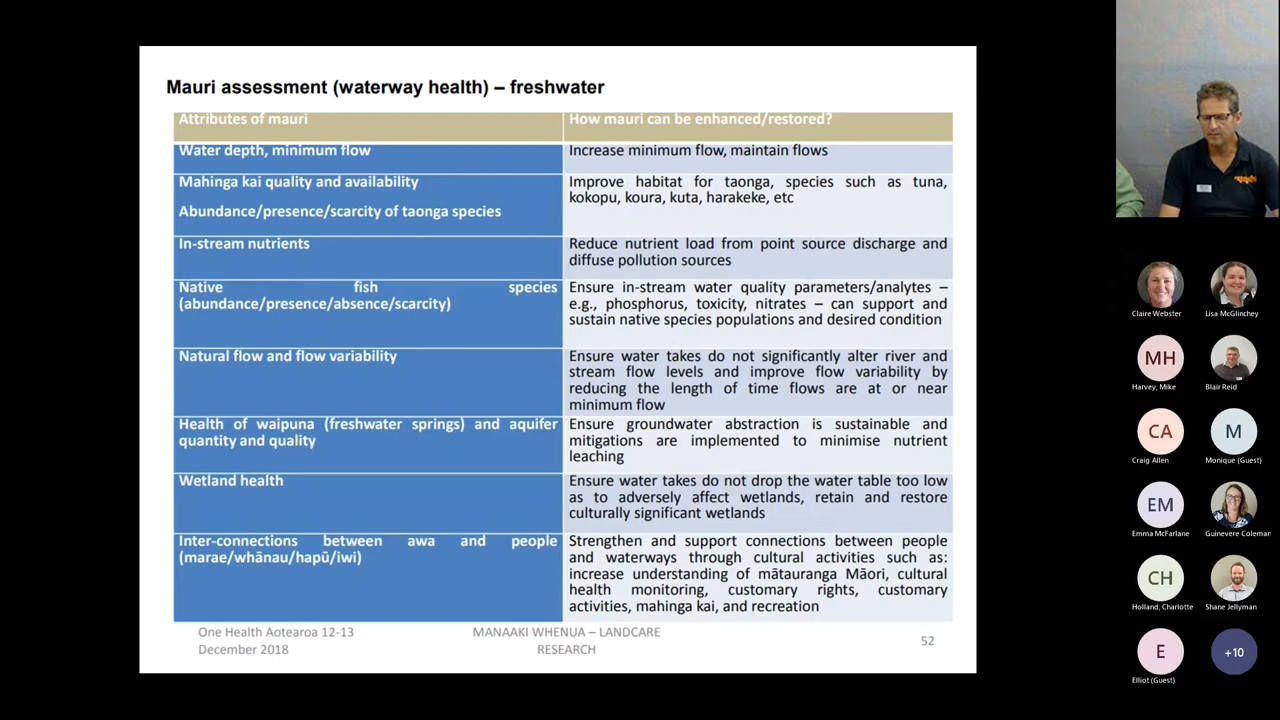 Mauri assessment (waterway health) – freshwater
Attributes of mauri
How mauri can be enhanced/restored?
Water depth, minimum flow
Increase minimum flow, maintain flows
Mahinga kai quality and availability
Abundance/presence/scarcity of taonga species
Improve habitat for taonga, species such as tuna,
kokopu, koura, kuta, harakeke, etc
In-stream nutrients
Reduce nutrient load from point source discharge and
diffuse pollution sources
Native fish species
(abundance/presence/absence/scarcity)
Ensure in-stream water quality parameters/analytes –
e.g., phosphorus, toxicity, nitrates – can support and
sustain native species populations and desired condition
Natural flow and flow variability
Ensure water takes do not significantly alter river and
stream flow levels and improve flow variability by
reducing the length of time flows are at or near
minimum flow
Health of waipuna (freshwater springs) and aquifer
quantity and quality
Ensure groundwater abstraction is sustainable and
mitigations are implemented to minimise nutrient
leaching
Wetland health
Ensure water takes do not drop the water table too low
as to adversely affect wetlands, retain and restore
culturally significant wetlands
Inter-connections between awa and people
(marae/whānau/hapū/iwi)
Strengthen and support connections between people
and waterways through cultural activities such as:
increase understanding of mātauranga Māori, cultural
health monitoring, customary rights, customary
activities, mahinga kai, and recreation
One Health Aotearoa 12-13
December 2018
MANAAKI WHENUA – LANDCARE
RESEARCH
52
Claire Webster
Lisa McGlinchey
MH
Harvey, Mike
Blair Reid
CA
Craig Allen
M
Monique (Guest)
EM
Emma McFarlane
Guinevere Coleman
CH
Holland, Charlotte
Shane Jellyman
E
Elliot (Guest)
+10